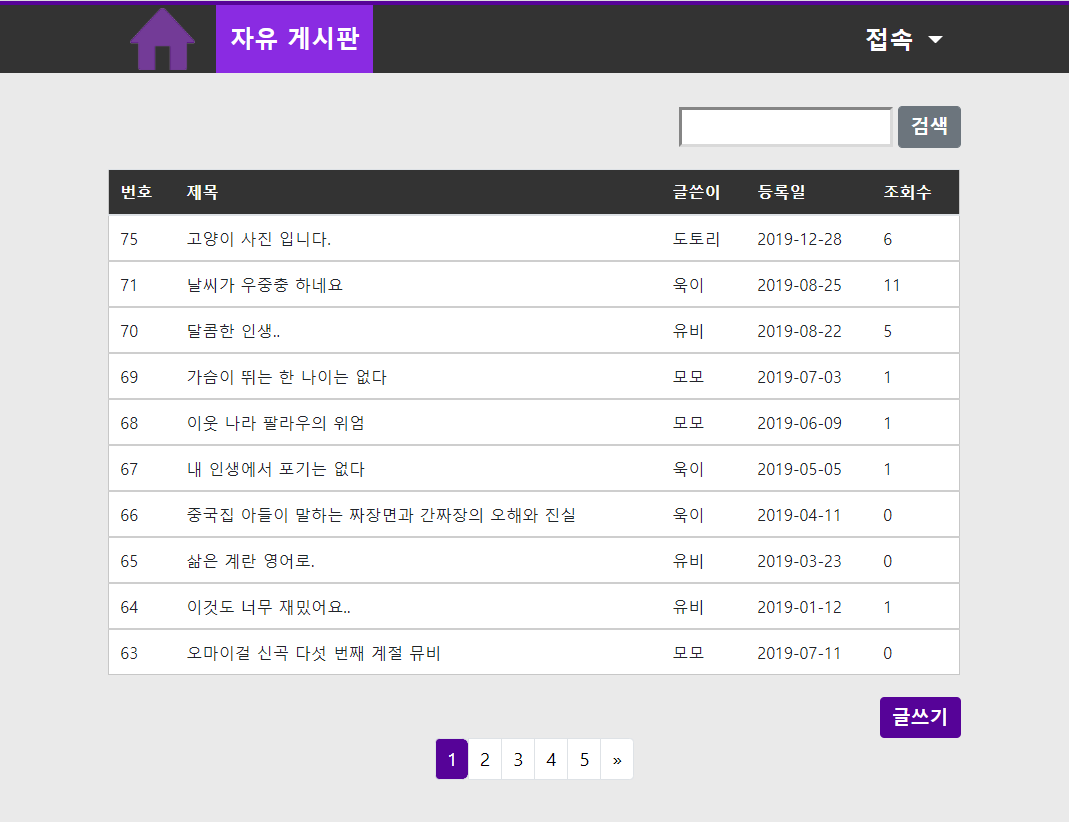 자유 게시판 접속
검색
번호 제목 글쓴이 등록일 조회수
75 고양이 사진 입니다. 도토리 2019-12-28 6
71 날씨가 우중충 하네요 욱이 2019-08-25 11
70 달콤한 인생.. 유비 2019-08-22 5
69 가슴이 뛰는 한 나이는 없다 모모 2019-07-03 1
68 이웃 나라 팔라우의 위엄 모모 2019-06-09 1
67 내 인생에서 포기는 없다 욱이 2019-05-05 1
66 중국집 아들이 말하는 짜장면과 간짜장의 오해와 진실 욱이 2019-04-11 0
65 삶은 계란 영어로. 유비 2019-03-23 0
64 이것도 너무 재밌어요.. 유비 2019-01-12 1
63 오마이걸 신곡 다섯 번째 계절 뮤비 모모 2019-07-11 0
글쓰기
1 2 3 4 5 »